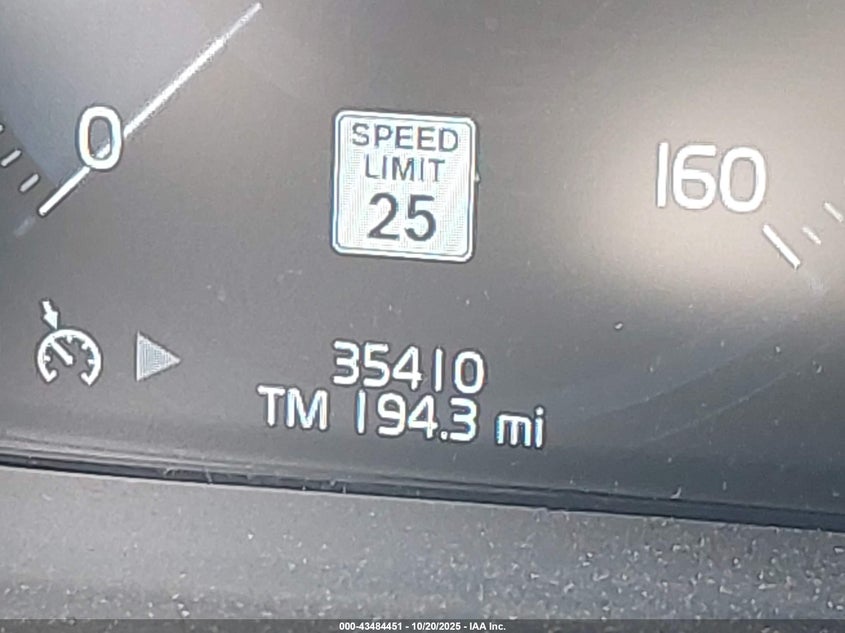 0
SPEED
LIMIT
25
160
35410
TM 194.3 mi
000-43484451 - 10/20/2025 - IAA Inc.